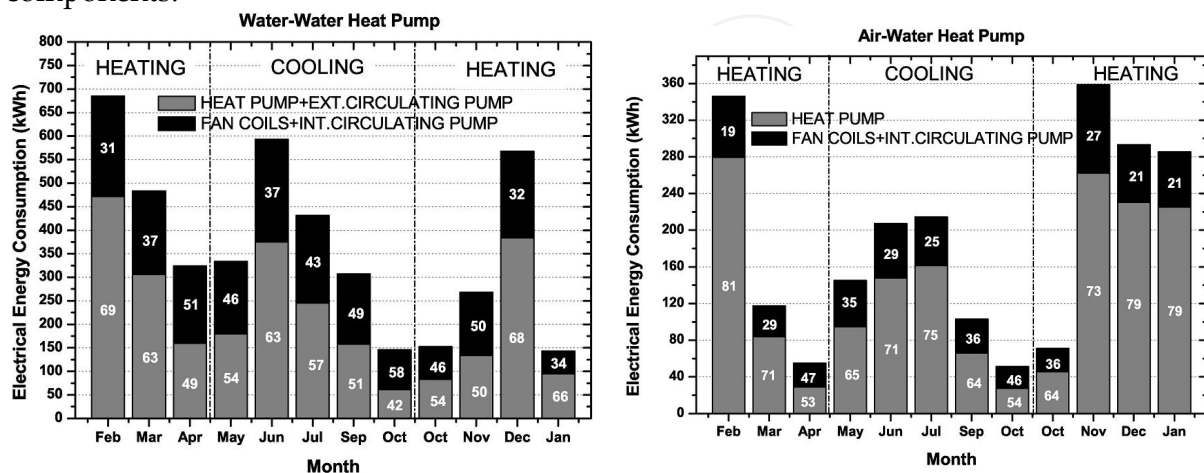 components.
Water-Water Heat Pump
HEATING COOLING HEATING
HEAT PUMP+EXT.CIRCULATING PUMP
FAN COILS+INT.CIRCULATING PUMP
Electrical Energy Consumption (kWh)
800
750
700
650
600
550
500
450
400
350
300
250
200
150
100
50
0
31 37 51 46 37 43 49 58 46 50 32 34
69 63 49 54 63 57 51 42 54 50 68 66
Feb Mar Apr May Jun Jul Sep Oct Oct Nov Dec Jan
Month
Air-Water Heat Pump
HEATING COOLING HEATING
HEAT PUMP
FAN COILS+INT.CIRCULATING PUMP
Electrical Energy Consumption (kWh)
360
320
280
240
200
160
120
80
40
0
19 29 47 35 29 25 36 46 36 27 21 21
81 71 53 65 71 75 64 54 64 73 79 79
Feb Mar Apr May Jun Jul Sep Oct Oct Nov Dec Jan
Month